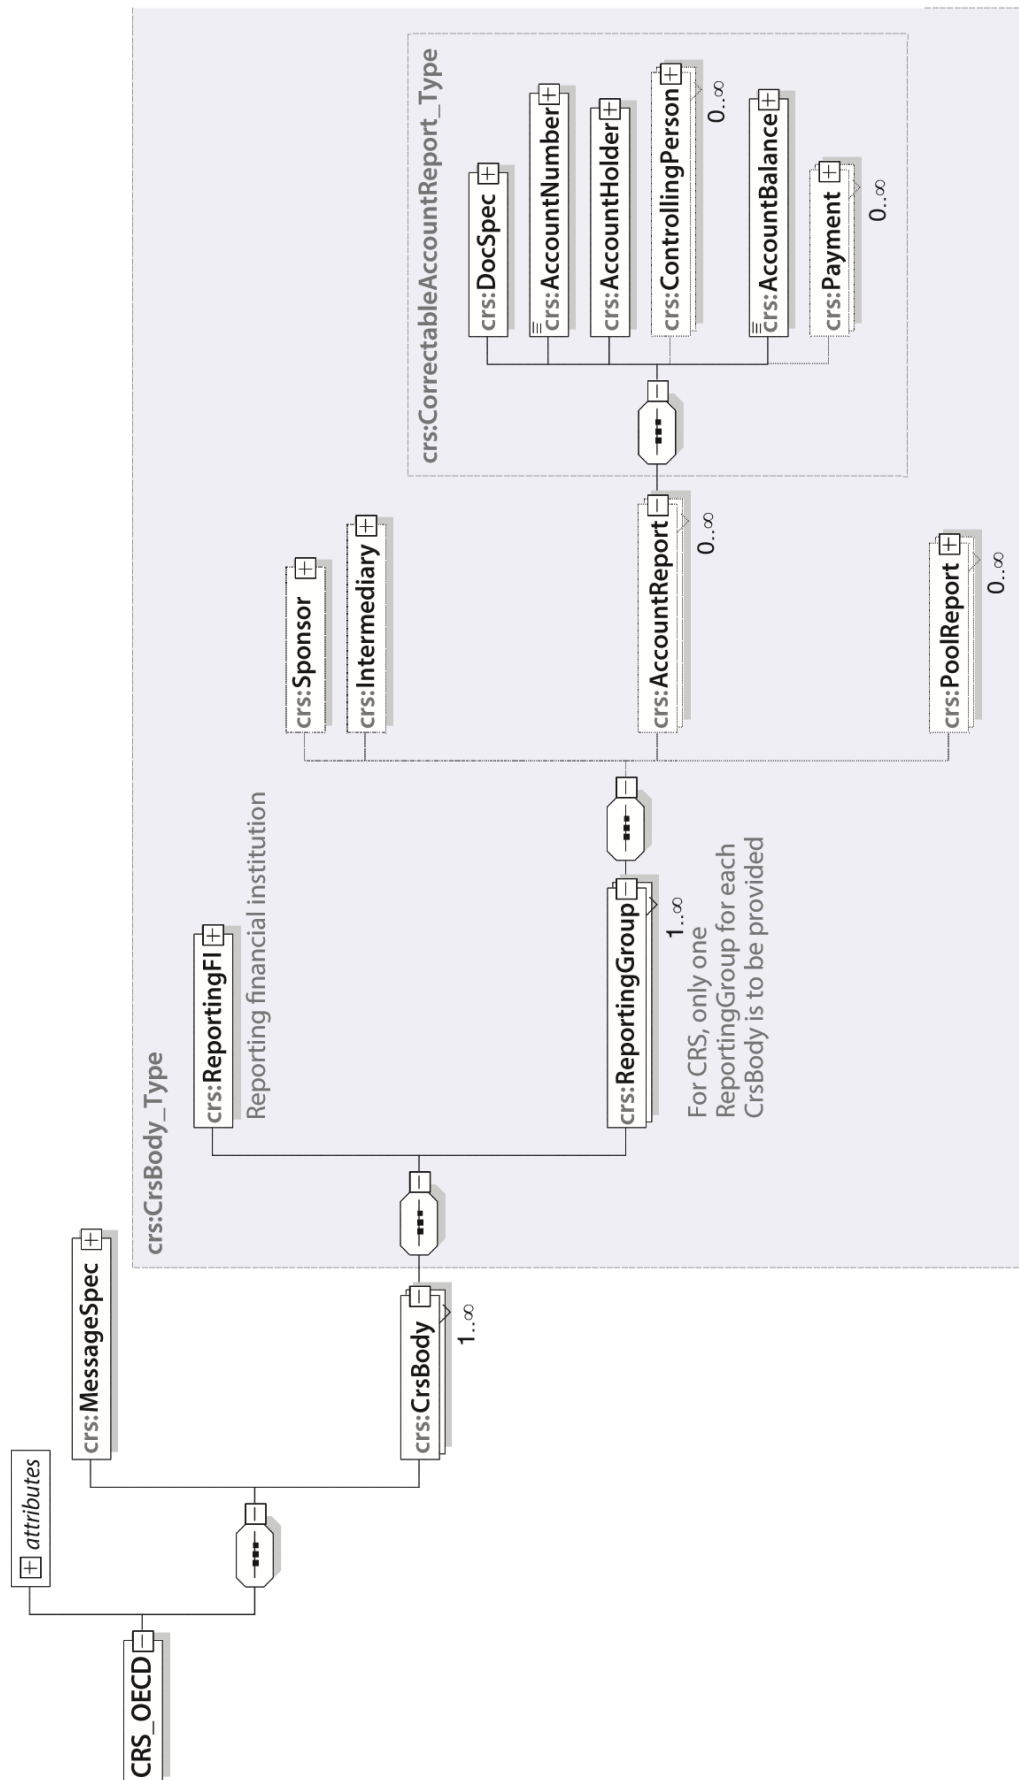 CRS_OECD
attributes
crs:MessageSpec
crs:CrsBody
1..∞
crs:CrsBody_Type
crs:ReportingFI
Reporting financial institution
crs:ReportingGroup
1..∞
For CRS, only one
ReportingGroup for each
CrsBody is to be provided
crs:Sponsor
crs:Intermediary
crs:AccountReport
0..∞
crs:PoolReport
0..∞
crs:CorrectableAccountReport_Type
crs:DocSpec
crs:AccountNumber
crs:AccountHolder
crs:ControllingPerson
0..∞
crs:AccountBalance
crs:Payment
0..∞